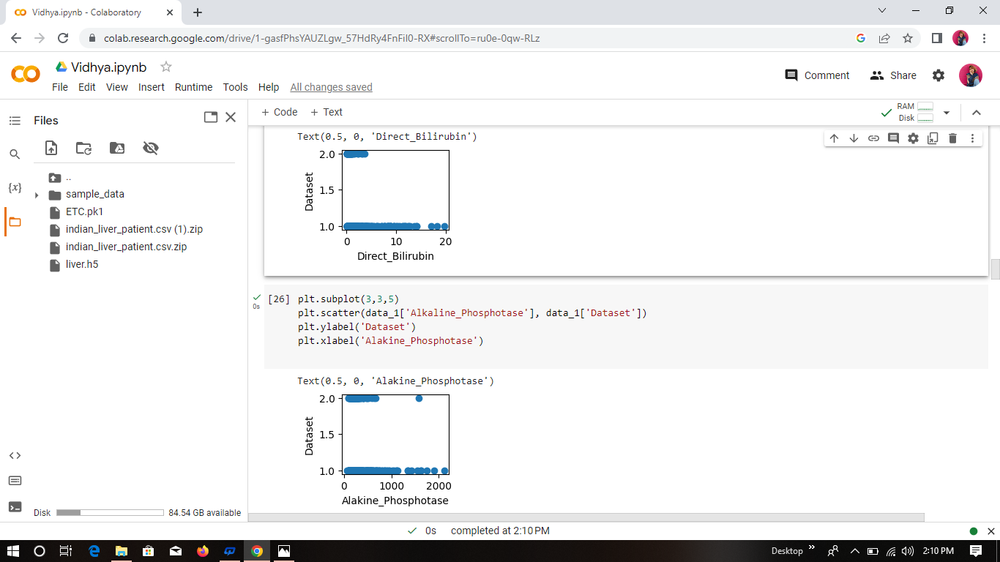 Vidhya.ipynb - Colaboratory
colab.research.google.com/drive/1-gasfPhsYAUZLgw_57HdRy4FnFil0-RX#scrollTo=ru0e-0qw-RLz
Vidhya.ipynb
File Edit View Insert Runtime Tools Help All changes saved
Comment Share
Files
+ Code + Text
RAM
Disk
..
sample_data
ETC.pk1
indian_liver_patient.csv (1).zip
indian_liver_patient.csv.zip
liver.h5
{x}
Disk 84.54 GB available
Text(0.5, 0, 'Direct_Bilirubin')
2.0
1.5
1.0
Dataset
0 10 20
Direct_Bilirubin
0s
[26] plt.subplot(3,3,5)
plt.scatter(data_1['Alkaline_Phosphotase'], data_1['Dataset'])
plt.ylabel('Dataset')
plt.xlabel('Alakine_Phosphotase')
Text(0.5, 0, 'Alakine_Phosphotase')
2.0
1.5
1.0
Dataset
0 1000 2000
Alakine_Phosphotase
0s completed at 2:10 PM
Desktop
2:10 PM